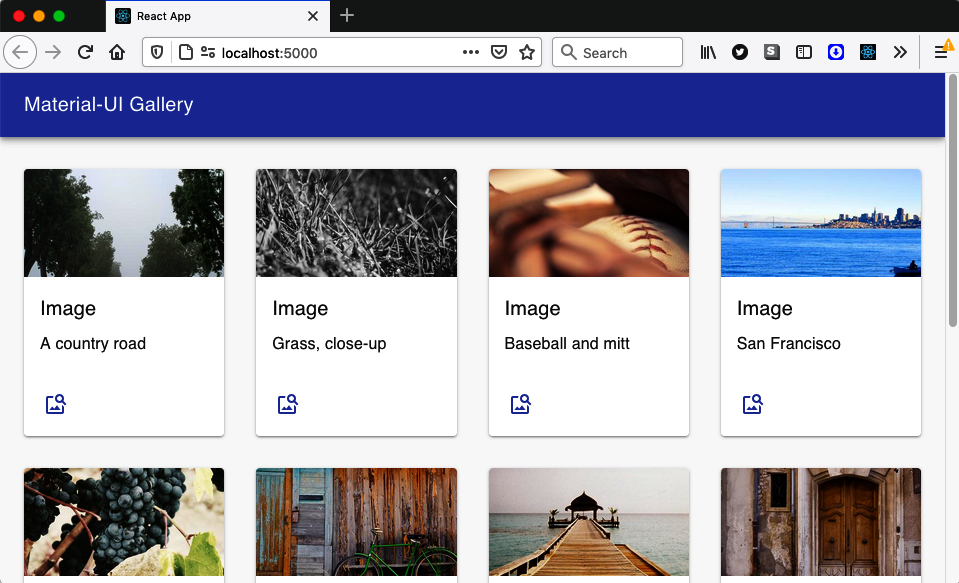 React App
localhost:5000
Search
S
Material-UI Gallery
Image
A country road
Image
Grass, close-up
Image
Baseball and mitt
Image
San Francisco